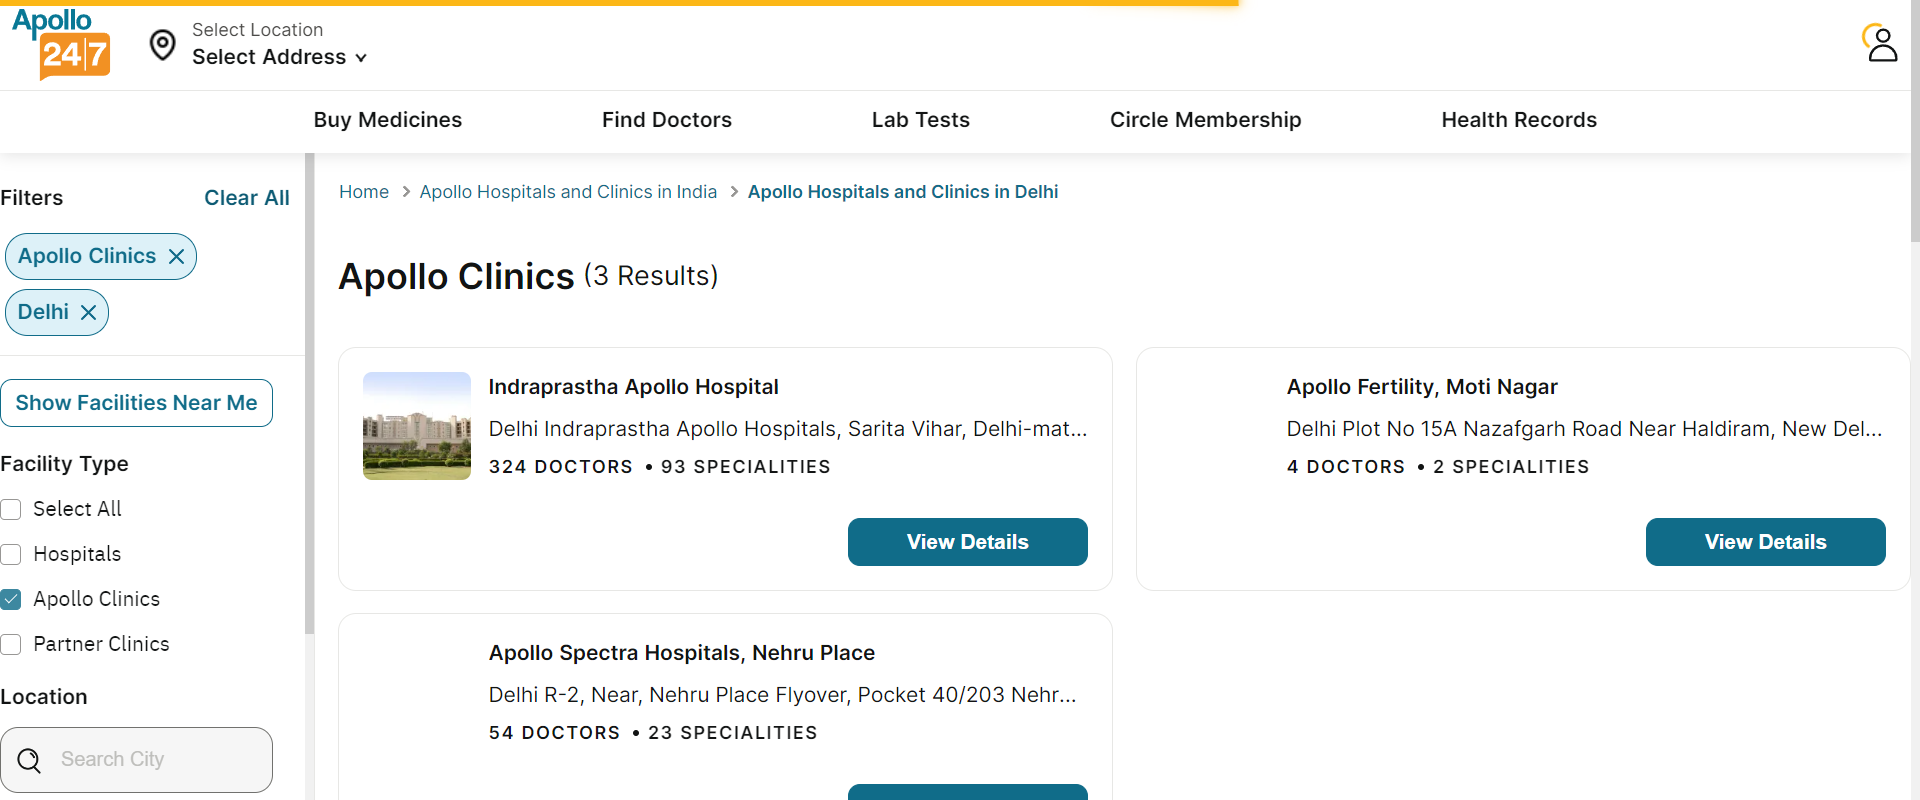 Apollo
24|7
Select Location
Select Address
Buy Medicines
Find Doctors
Lab Tests
Circle Membership
Health Records
Filters
Clear All
Apollo Clinics
Delhi
Show Facilities Near Me
Facility Type
Select All
Hospitals
Apollo Clinics
Partner Clinics
Location
Search City
Home > Apollo Hospitals and Clinics in India > Apollo Hospitals and Clinics in Delhi
Apollo Clinics (3 Results)
Indraprastha Apollo Hospital
Delhi Indraprastha Apollo Hospitals, Sarita Vihar, Delhi-mat...
324 DOCTORS • 93 SPECIALITIES
View Details
Apollo Fertility, Moti Nagar
Delhi Plot No 15A Nazafgarh Road Near Haldiram, New Del...
4 DOCTORS • 2 SPECIALITIES
View Details
Apollo Spectra Hospitals, Nehru Place
Delhi R-2, Near, Nehru Place Flyover, Pocket 40/203 Nehr...
54 DOCTORS • 23 SPECIALITIES